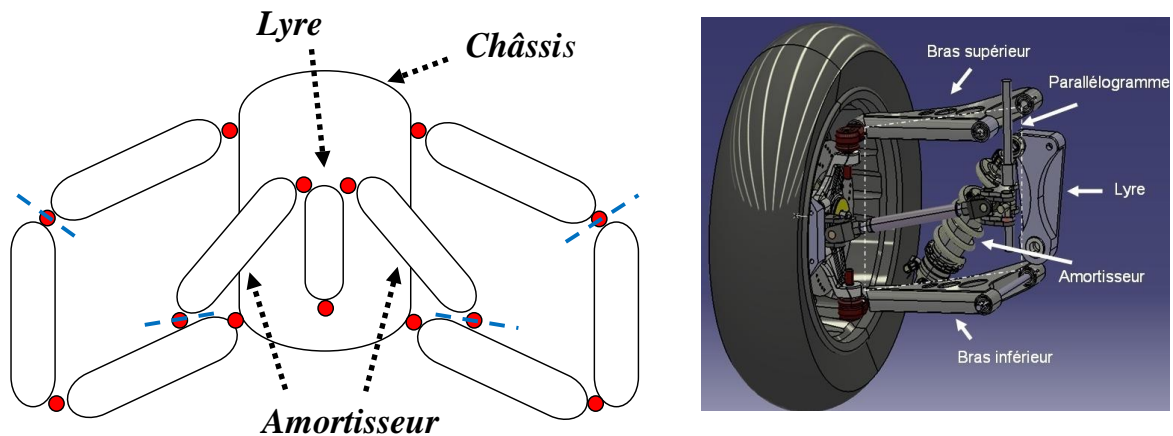 Lyre
Châssis
Amortisseur
Bras supérieur
Parallélogramme
Lyre
Amortisseur
Bras inférieur